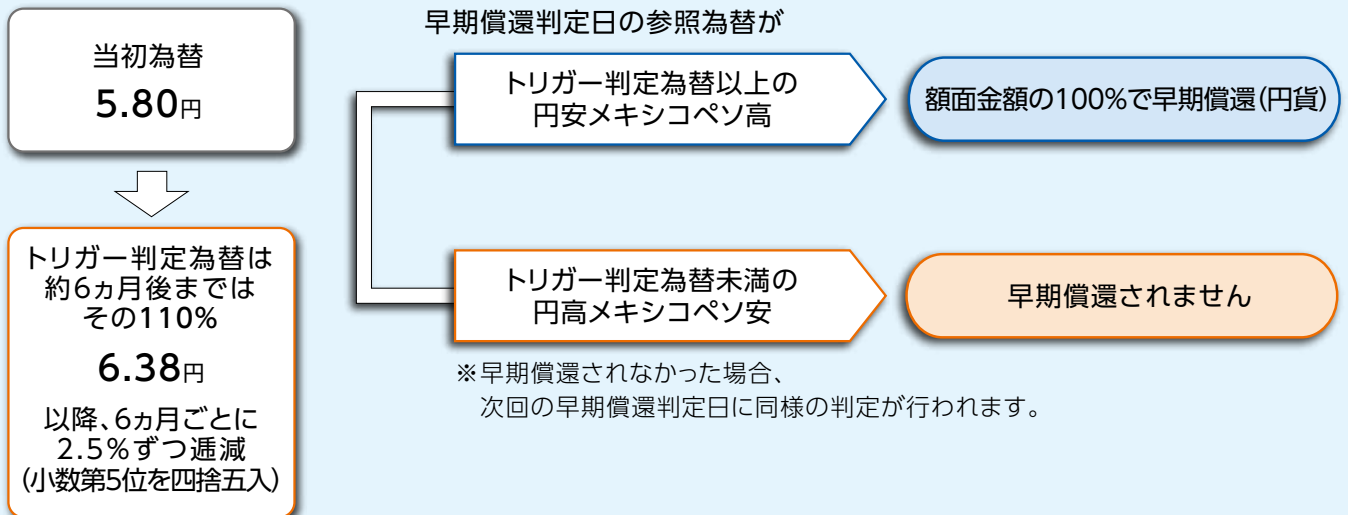 当初為替
5.80円
トリガー判定為替は
約6ヵ月後までは
その110%
6.38円
以降、6ヵ月ごとに
2.5%ずつ逓減
(小数第5位を四捨五入)
早期償還判定日の参照為替が
トリガー判定為替以上の
円安メキシコペソ高
額面金額の100%で早期償還(円貨)
トリガー判定為替未満の
円高メキシコペソ安
早期償還されません
※早期償還されなかった場合、
次回の早期償還判定日に同様の判定が行われます。